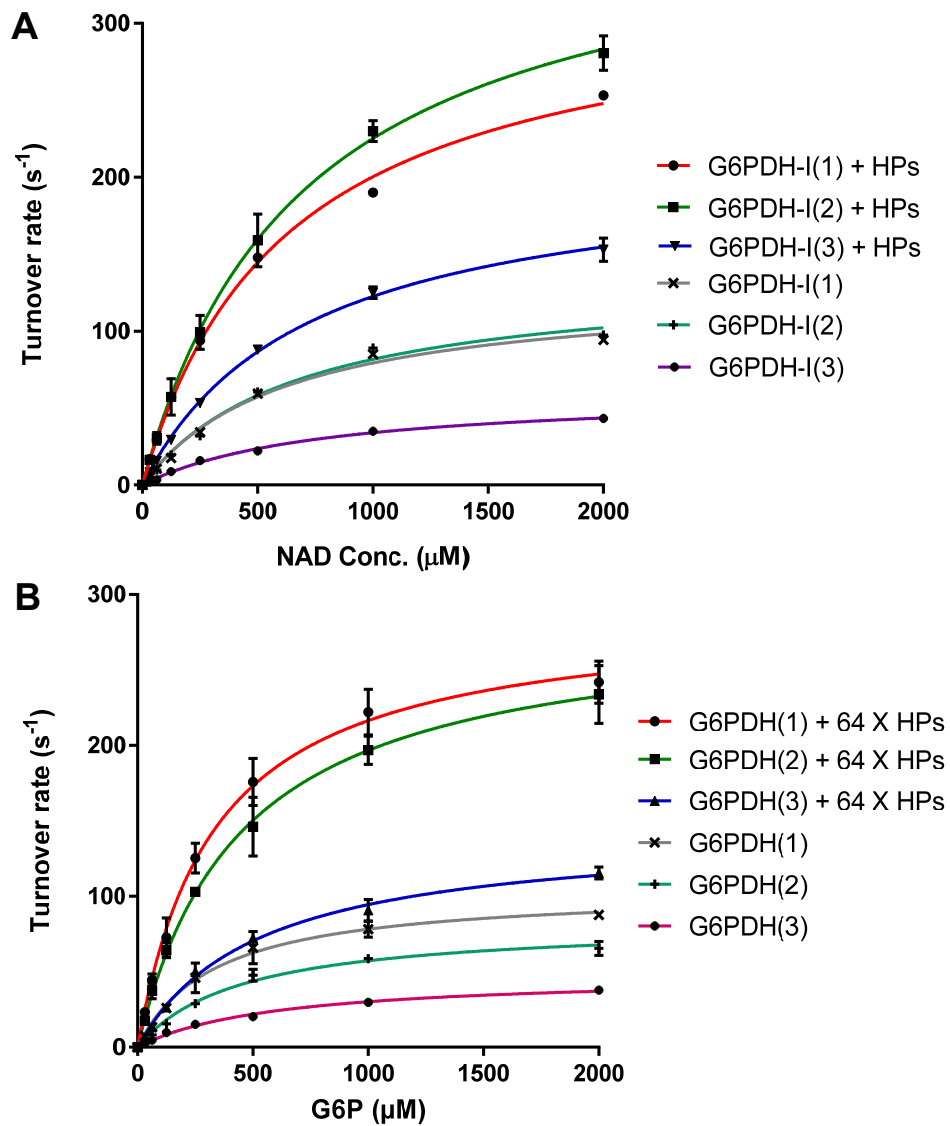 A
300
200
100
0
Turnover rate (s-1)
0 500 1000 1500 2000
NAD Conc. (µM)
G6PDH-I(1) + HPs
G6PDH-I(2) + HPs
G6PDH-I(3) + HPs
G6PDH-I(1)
G6PDH-I(2)
G6PDH-I(3)
B
300
200
100
0
Turnover rate (s-1)
0 500 1000 1500 2000
G6P (µM)
G6PDH(1) + 64 X HPs
G6PDH(2) + 64 X HPs
G6PDH(3) + 64 X HPs
G6PDH(1)
G6PDH(2)
G6PDH(3)